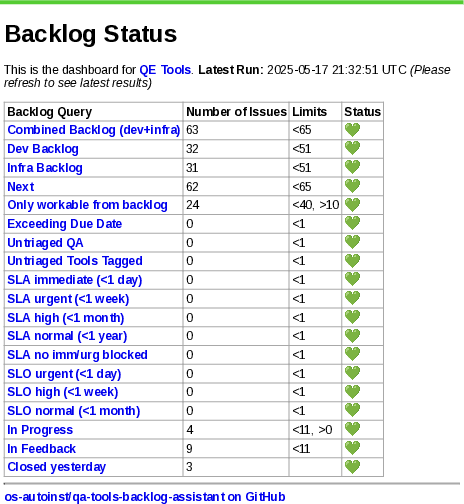 Backlog Status
This is the dashboard for QE Tools. Latest Run: 2025-05-17 21:32:51 UTC (Please
refresh to see latest results)
Backlog Query Number of Issues Limits Status
Combined Backlog (dev+infra) 63 <65 💚
Dev Backlog 32 <51 💚
Infra Backlog 31 <51 💚
Next 62 <65 💚
Only workable from backlog 24 <40, >10 💚
Exceeding Due Date 0 <1 💚
Untriaged QA 0 <1 💚
Untriaged Tools Tagged 0 <1 💚
SLA immediate (<1 day) 0 <1 💚
SLA urgent (<1 week) 0 <1 💚
SLA high (<1 month) 0 <1 💚
SLA normal (<1 year) 0 <1 💚
SLA no imm/urg blocked 0 <1 💚
SLO urgent (<1 day) 0 <1 💚
SLO high (<1 week) 0 <1 💚
SLO normal (<1 month) 0 <1 💚
In Progress 4 <11, >0 💚
In Feedback 9 <11 💚
Closed yesterday 3 💚
os-autoinst/qa-tools-backlog-assistant on GitHub